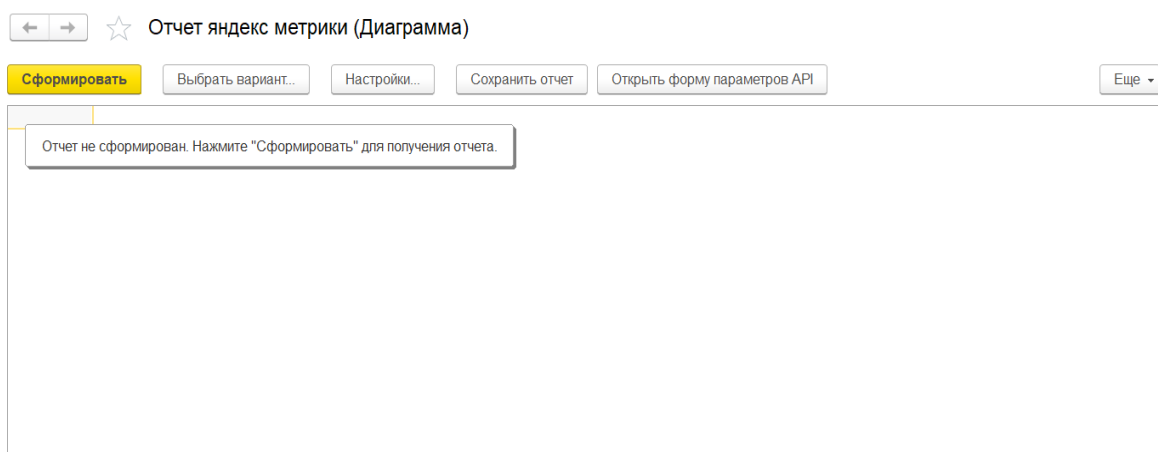 Отчет яндекс метрики (Диаграмма)
Сформировать Выбрать вариант... Настройки... Сохранить отчет Открыть форму параметров API Еще
Отчет не сформирован. Нажмите "Сформировать" для получения отчета.